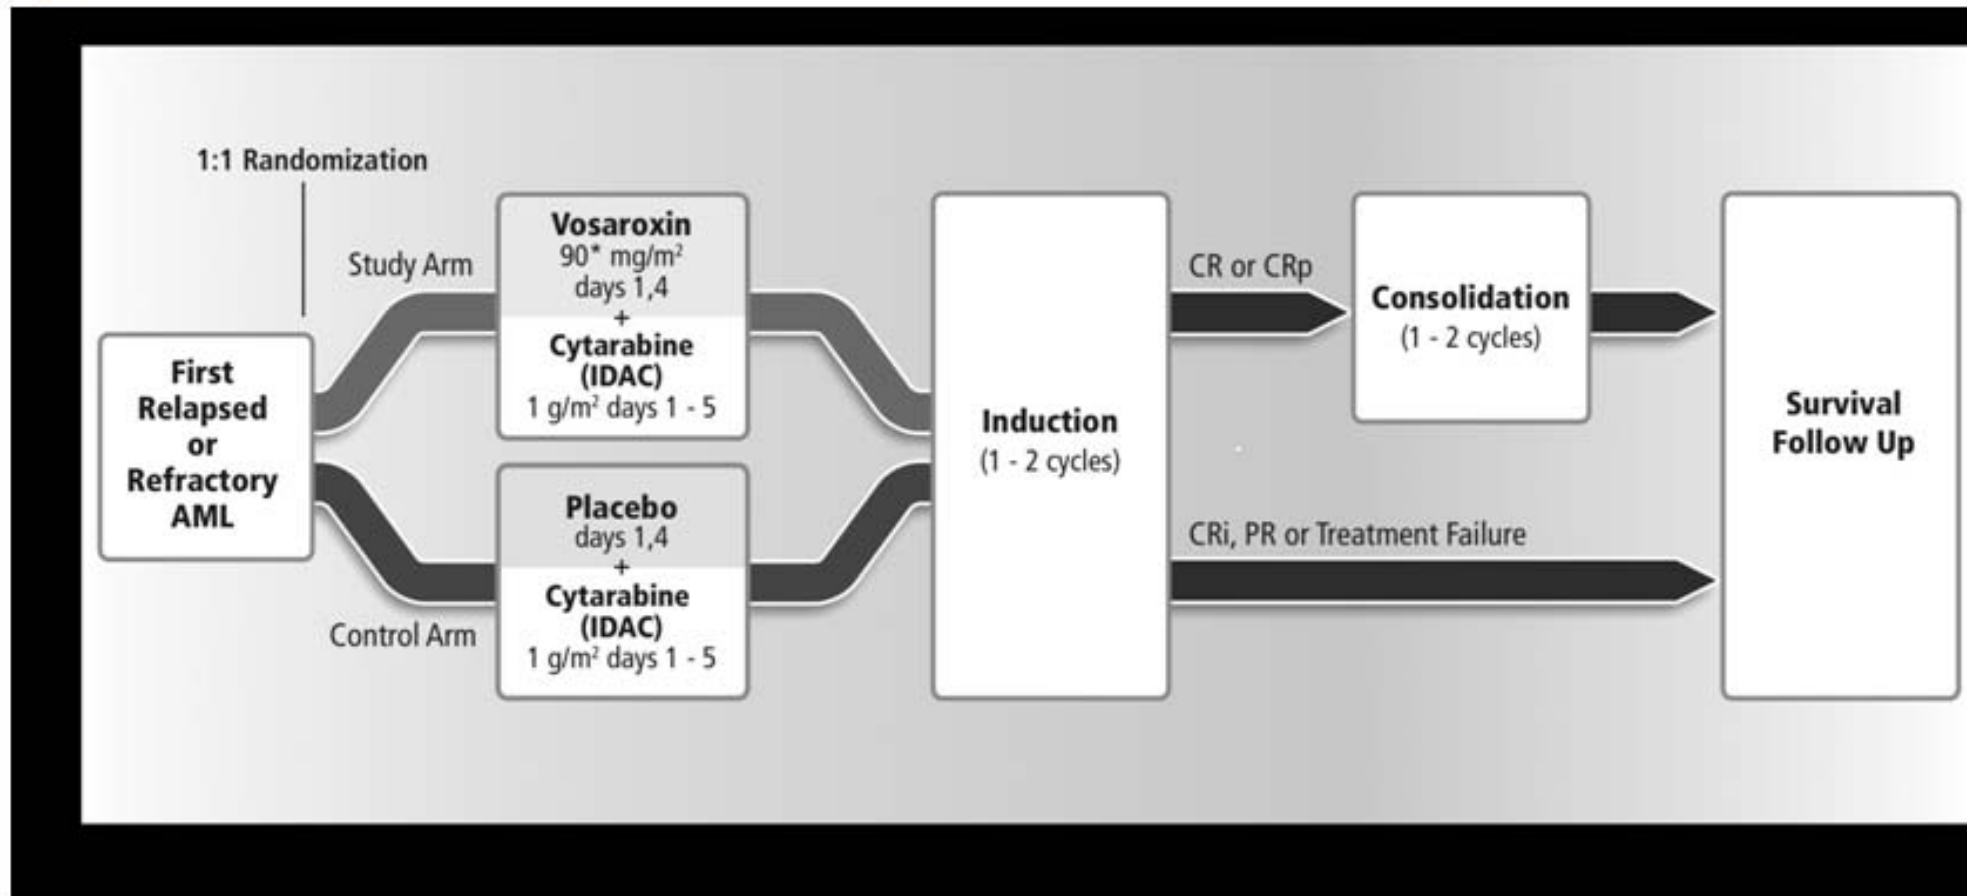 1:1 Randomization
Study Arm
Control Arm
First
Relapsed
or
Refractory
AML
Vosaroxin
90* mg/m²
days 1,4
+
Cytarabine
(IDAC)
1 g/m² days 1 - 5
Placebo
days 1,4
+
Cytarabine
(IDAC)
1 g/m² days 1 - 5
Induction
(1 - 2 cycles)
CR or CRp
Consolidation
(1 - 2 cycles)
CRi, PR or Treatment Failure
Survival
Follow Up